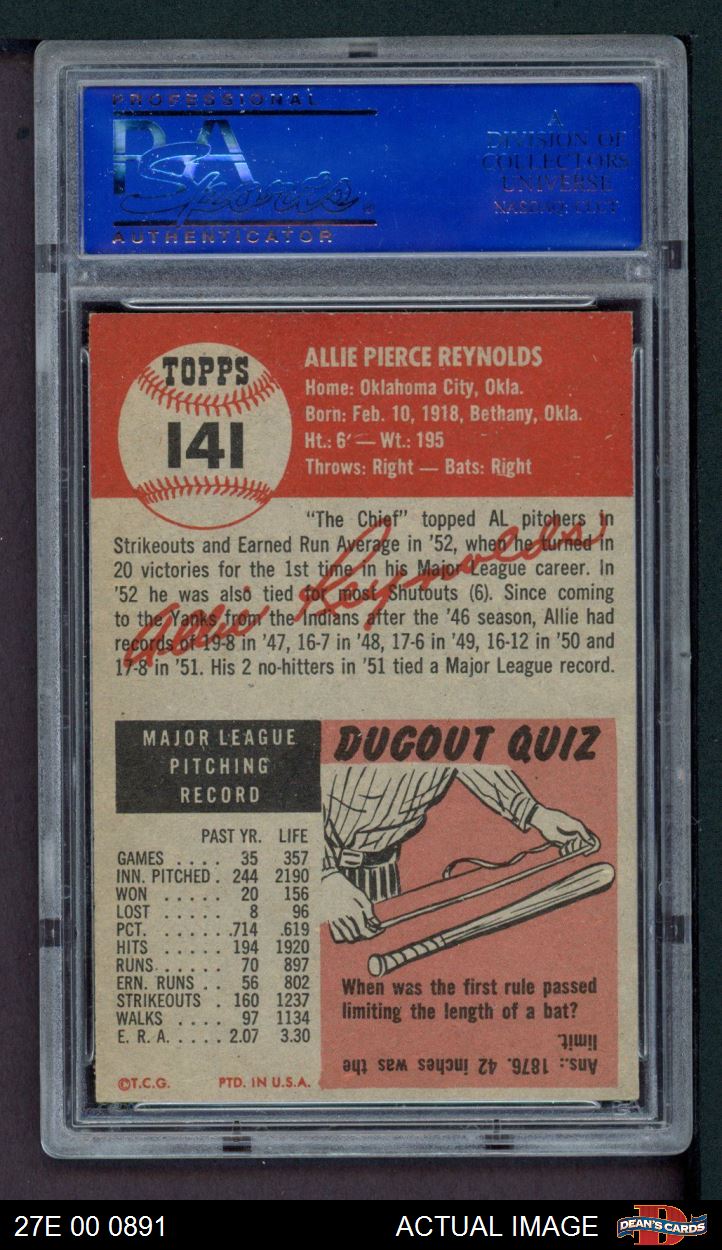 PROFESSIONAL
PSA
Sports
AUTHENTICATOR
A
DIVISION OF
COLLECTORS
UNIVERSE
NASDAQ: CLCT
TOPPS
141
ALLIE PIERCE REYNOLDS
Home: Oklahoma City, Okla.
Born: Feb. 10, 1918, Bethany, Okla.
Ht.: 6' — Wt.: 195
Throws: Right — Bats: Right
"The Chief" topped AL pitchers in
Strikeouts and Earned Run Average in '52, when he turned in
20 victories for the 1st time in his Major League career. In
'52 he was also tied for most Shutouts (6). Since coming
to the Yanks from the Indians after the '46 season, Allie had
records of 19-8 in '47, 16-7 in '48, 17-6 in '49, 16-12 in '50 and
17-8 in '51. His 2 no-hitters in '51 tied a Major League record.
Allie Reynolds
MAJOR LEAGUE
PITCHING
RECORD
PAST YR. LIFE
GAMES . . . . 35 357
INN. PITCHED . 244 2190
WON . . . . . 20 156
LOST . . . . . 8 96
PCT. . . . . . .714 .619
HITS . . . . . 194 1920
RUNS. . . . . . 70 897
ERN. RUNS . . 56 802
STRIKEOUTS . 160 1237
WALKS . . . . 97 1134
E. R. A. . . . . 2.07 3.30
©T.C.G. PTD. IN U.S.A.
DUGOUT QUIZ
When was the first rule passed
limiting the length of a bat?
Ans.: 1876. 42 inches was the
limit.
27E 00 0891
ACTUAL IMAGE
D
DEAN'S CARDS